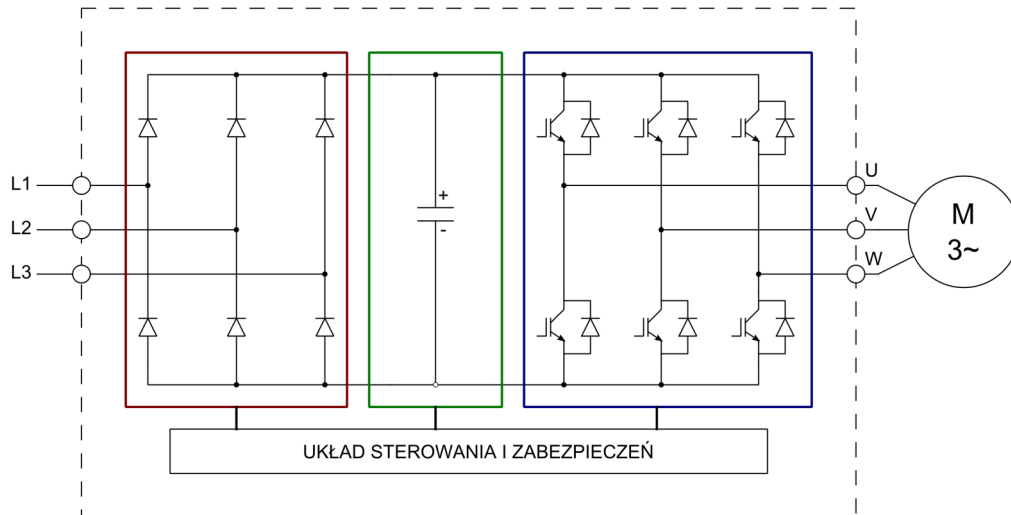 L1
L2
L3
+
-
U
V
W
M
3~
UKŁAD STEROWANIA I ZABEZPIECZEŃ